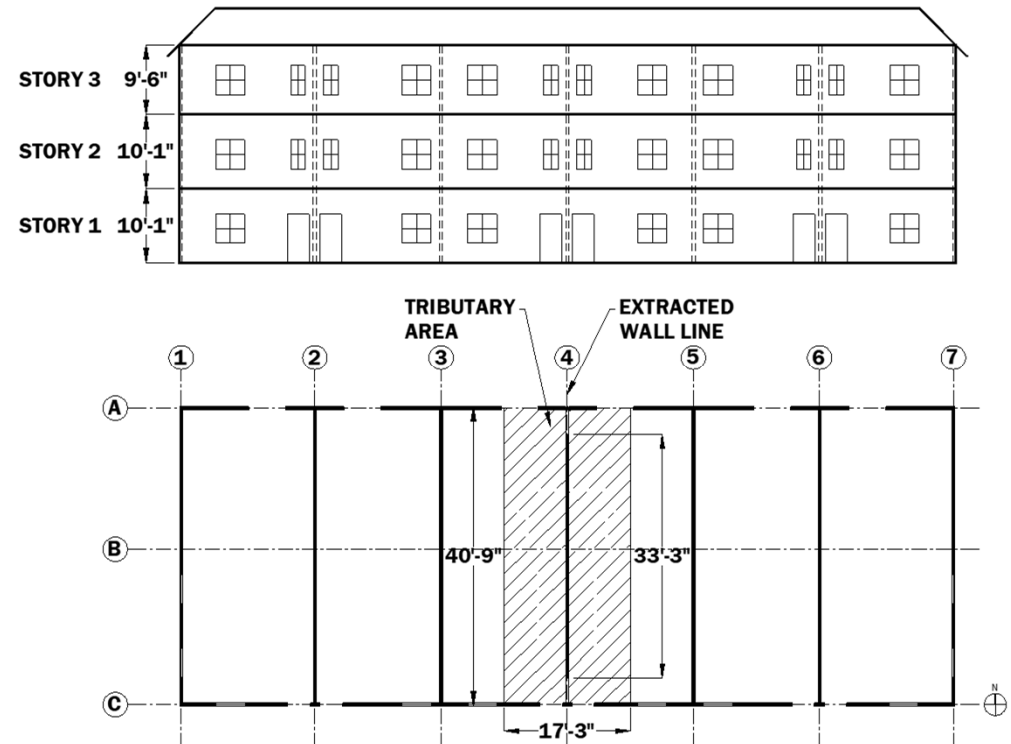 STORY 3 9'-6"
STORY 2 10'-1"
STORY 1 10'-1"
TRIBUTARY
AREA
EXTRACTED
WALL LINE
1 2 3 4 5 6 7
A
B
C
40'-9"
33'-3"
17'-3"
N